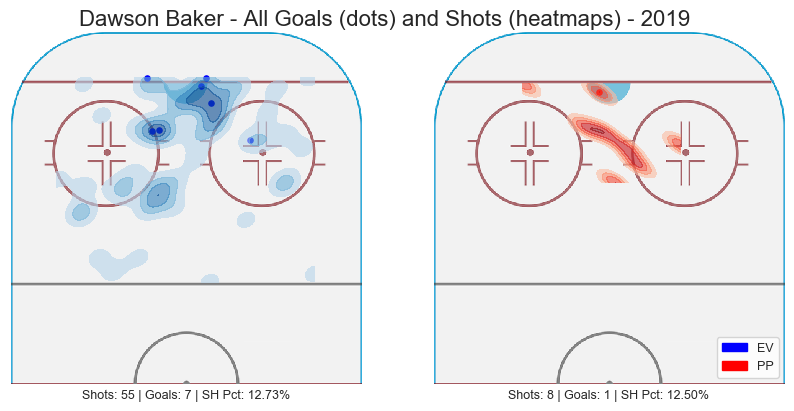 Dawson Baker - All Goals (dots) and Shots (heatmaps) - 2019
EV
PP
Shots: 55 | Goals: 7 | SH Pct: 12.73%
Shots: 8 | Goals: 1 | SH Pct: 12.50%